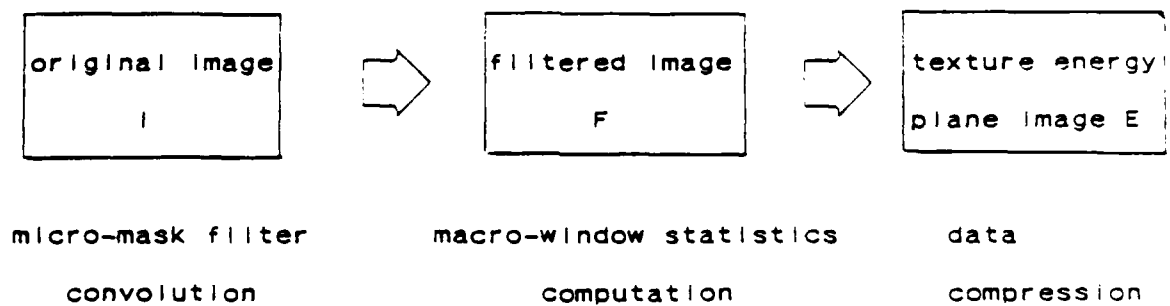 original image
I
filtered image
F
texture energy
plane image E
micro-mask filter
convolution
macro-window statistics
computation
data
compression